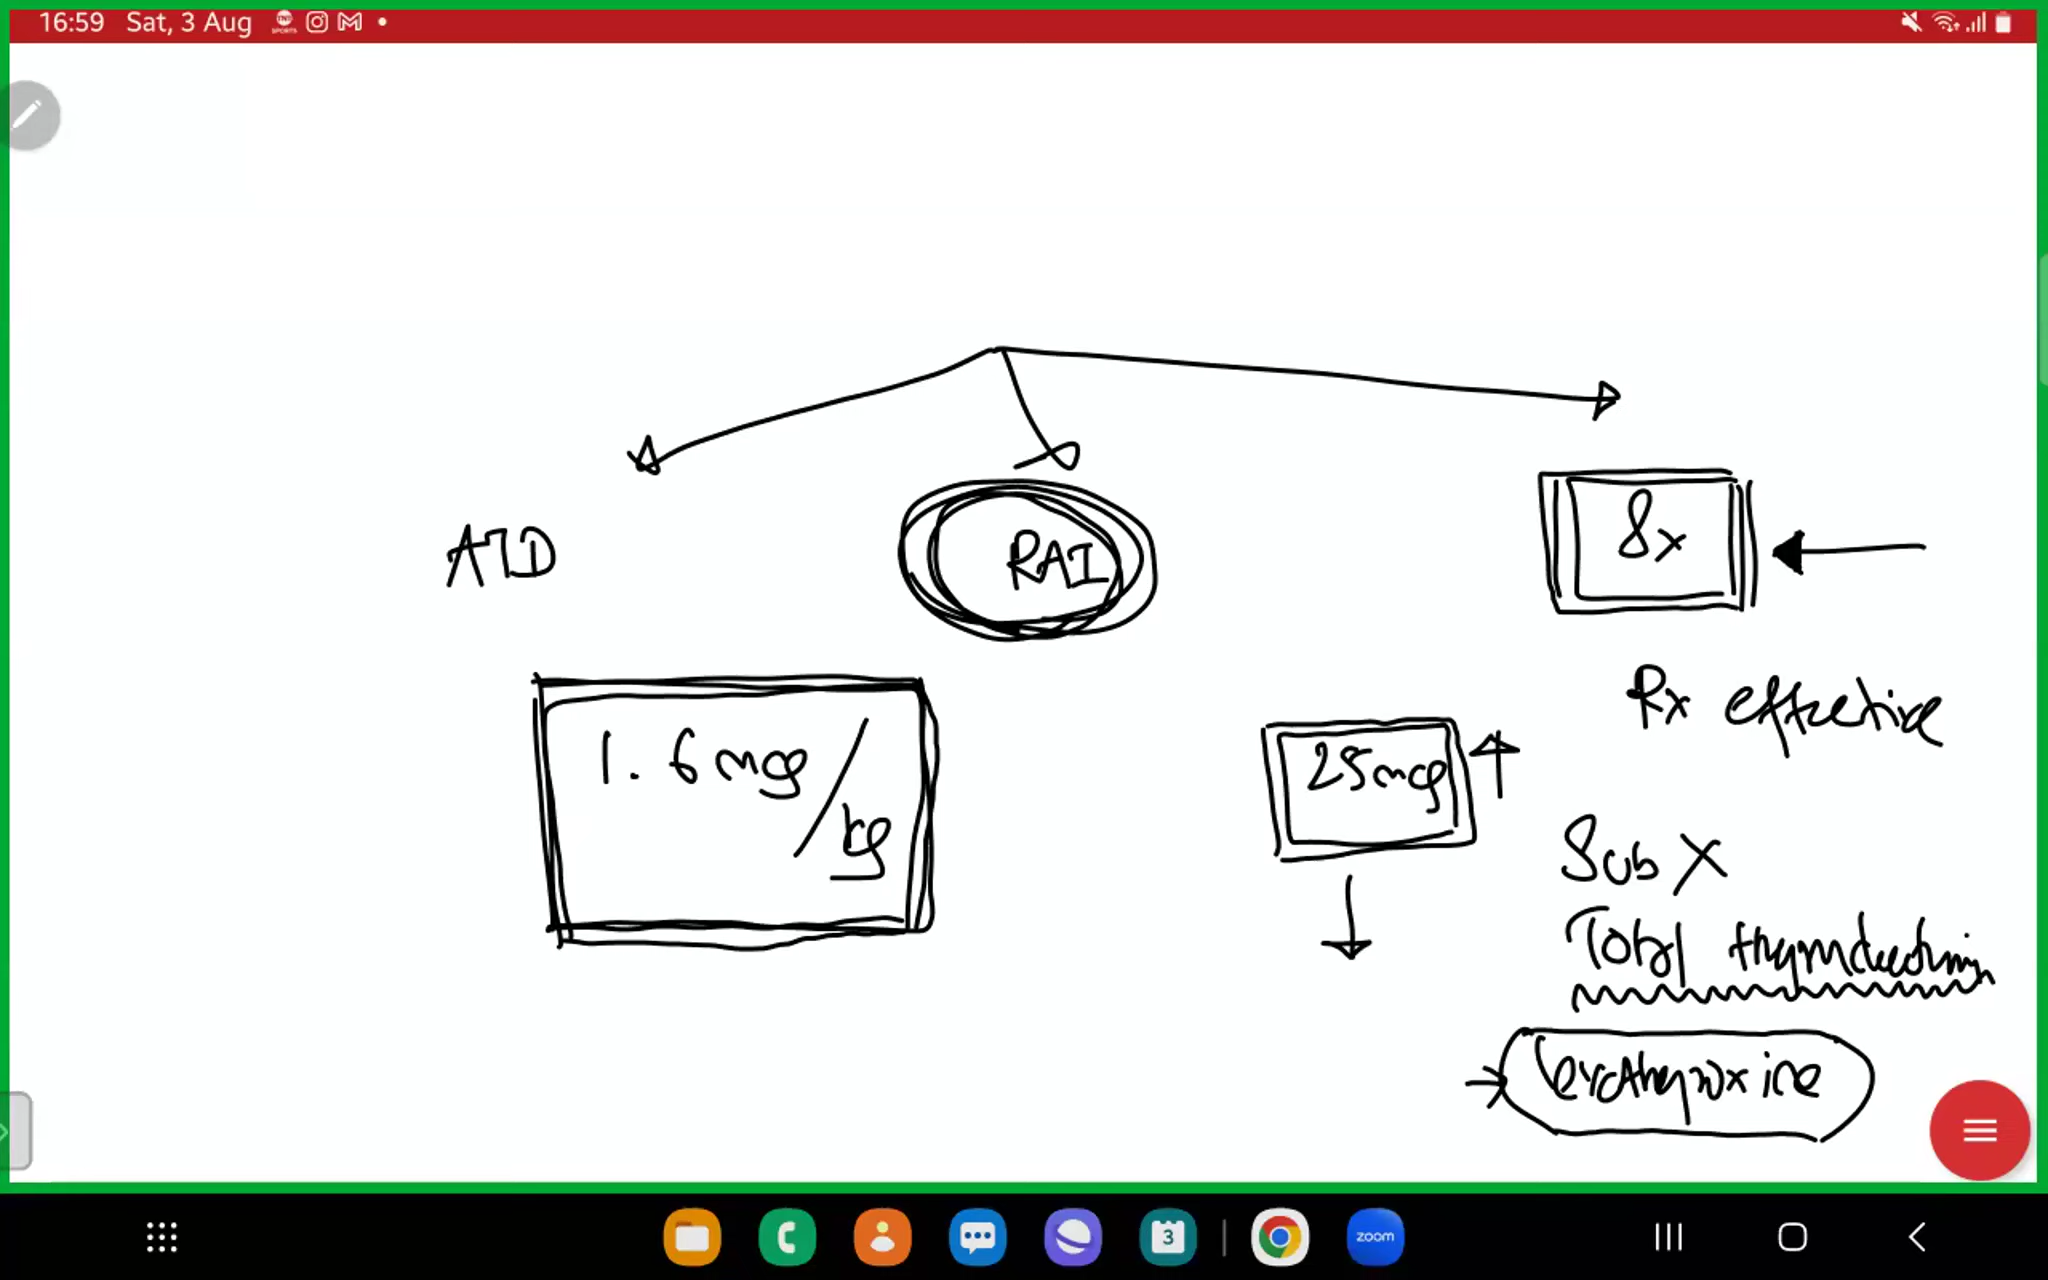 16:59 Sat, 3 Aug
ATD
RAI
Sx
Rx effective
1.6 mcg/kg
25 mcg
Sub X
Total
levothyroxine
3
zoom